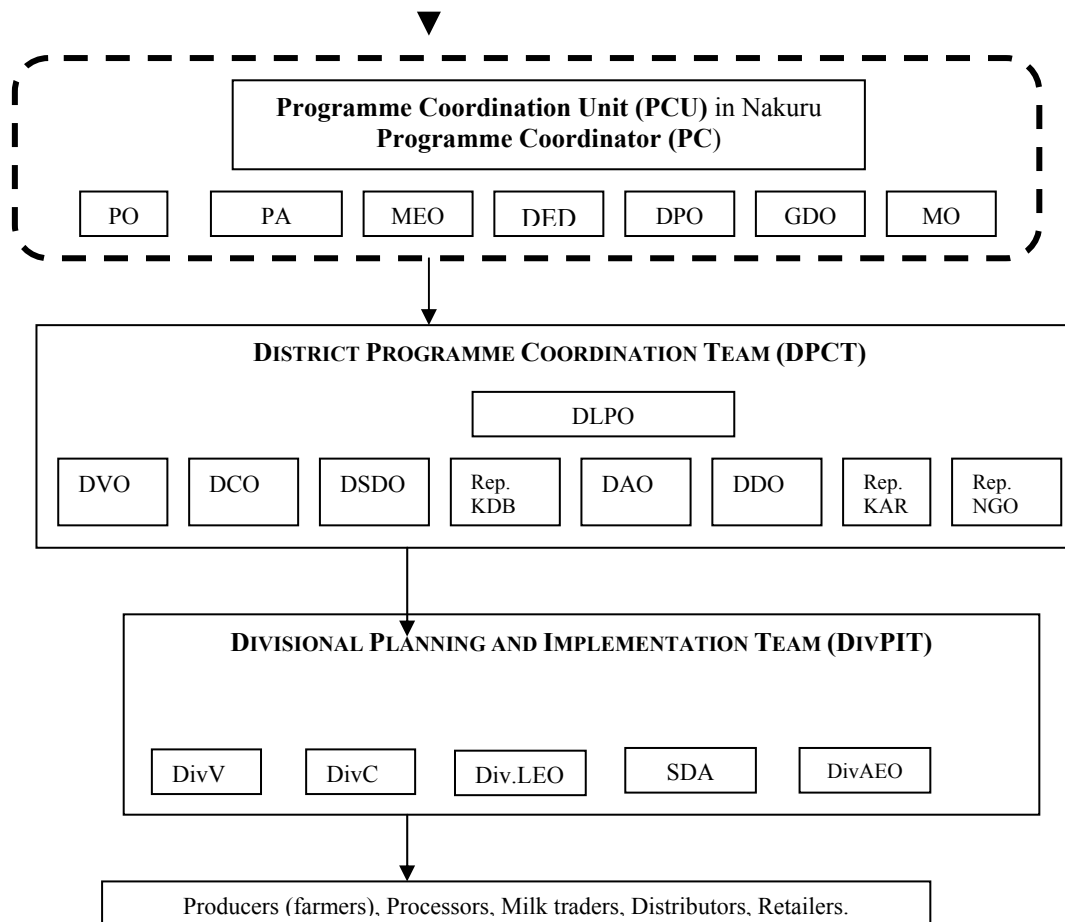 Programme Coordination Unit (PCU) in Nakuru
Programme Coordinator (PC)
PO PA MEO DED DPO GDO MO
DISTRICT PROGRAMME COORDINATION TEAM (DPCT)
DLPO
DVO DCO DSDO Rep. KDB DAO DDO Rep. KAR Rep. NGO
DIVISIONAL PLANNING AND IMPLEMENTATION TEAM (DIVPIT)
DivV DivC Div.LEO SDA DivAEO
Producers (farmers), Processors, Milk traders, Distributors, Retailers.